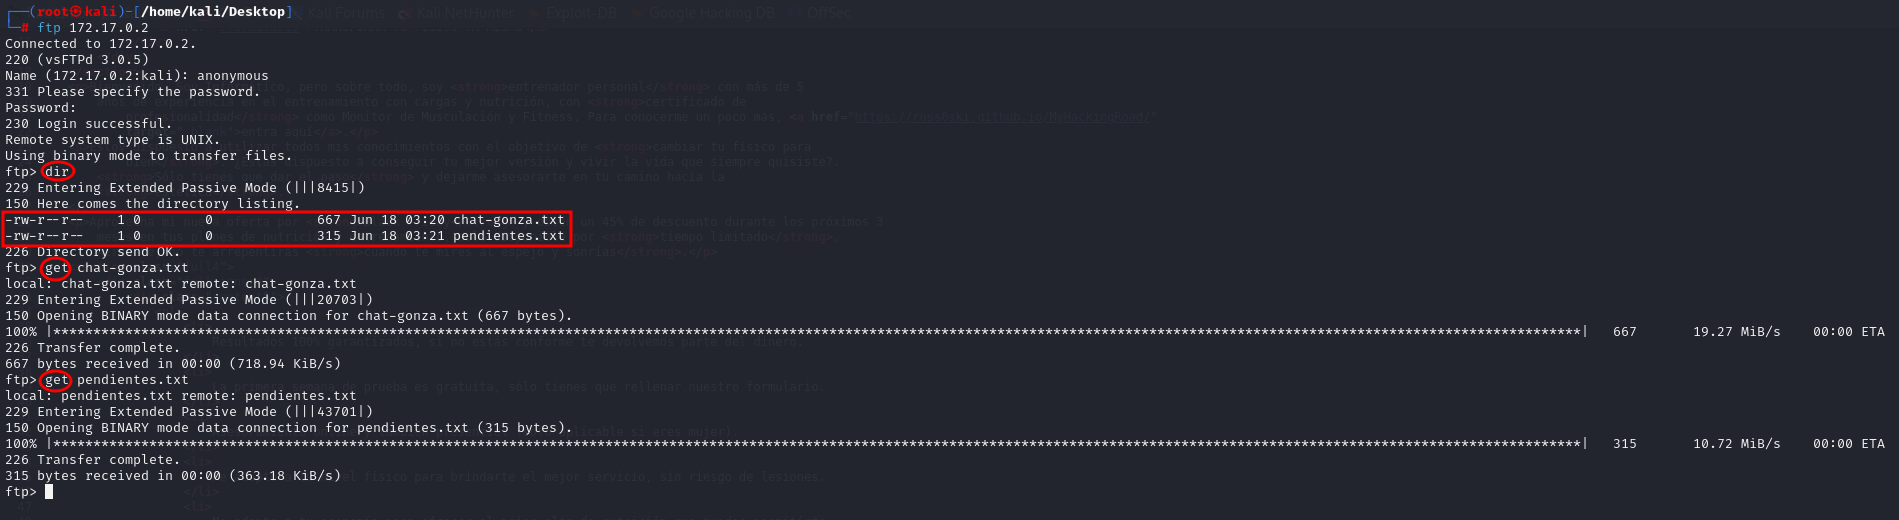 ┌──(root㉿kali)-[/home/kali/Desktop]
└─# ftp 172.17.0.2
Connected to 172.17.0.2.
220 (vsFTPd 3.0.5)
Name (172.17.0.2:kali): anonymous
331 Please specify the password.
Password:
230 Login successful.
Remote system type is UNIX.
Using binary mode to transfer files.
ftp> dir
229 Entering Extended Passive Mode (|||8415|)
150 Here comes the directory listing.
-rw-r--r--    1 0        0             667 Jun 18 03:20 chat-gonza.txt
-rw-r--r--    1 0        0             315 Jun 18 03:21 pendientes.txt
226 Directory send OK.
ftp> get chat-gonza.txt
local: chat-gonza.txt remote: chat-gonza.txt
229 Entering Extended Passive Mode (|||20703|)
150 Opening BINARY mode data connection for chat-gonza.txt (667 bytes).
100% |***********************************************************************************************************************************************************************************************|   667       19.27 MiB/s    00:00 ETA
226 Transfer complete.
667 bytes received in 00:00 (718.94 KiB/s)
ftp> get pendientes.txt
local: pendientes.txt remote: pendientes.txt
229 Entering Extended Passive Mode (|||43701|)
150 Opening BINARY mode data connection for pendientes.txt (315 bytes).
100% |***********************************************************************************************************************************************************************************************|   315       10.72 MiB/s    00:00 ETA
226 Transfer complete.
315 bytes received in 00:00 (363.18 KiB/s)
ftp>